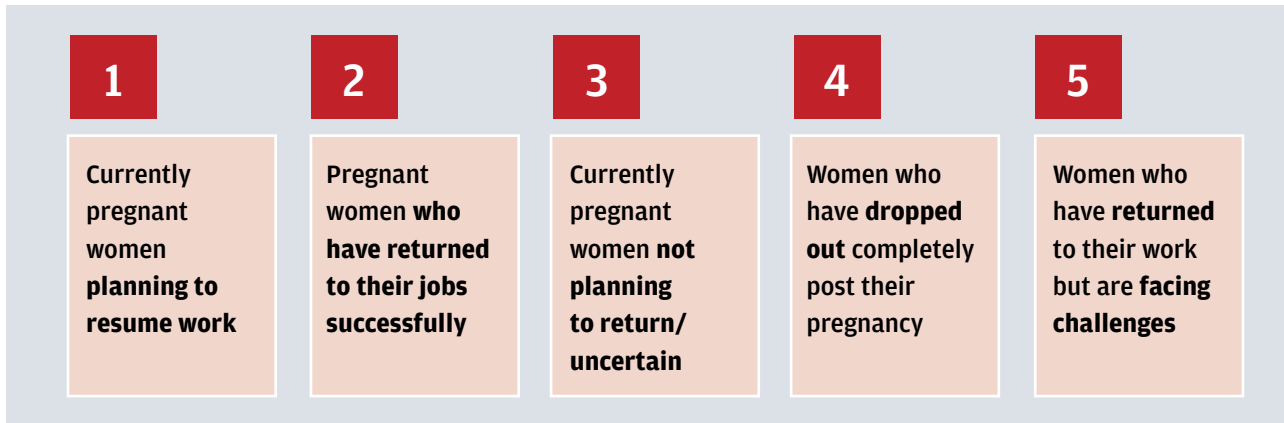 1
Currently
pregnant
women
planning to
resume work
2
Pregnant
women who
have returned
to their jobs
successfully
3
Currently
pregnant
women not
planning
to return/
uncertain
4
Women who
have dropped
out completely
post their
pregnancy
5
Women who
have returned
to their work
but are facing
challenges